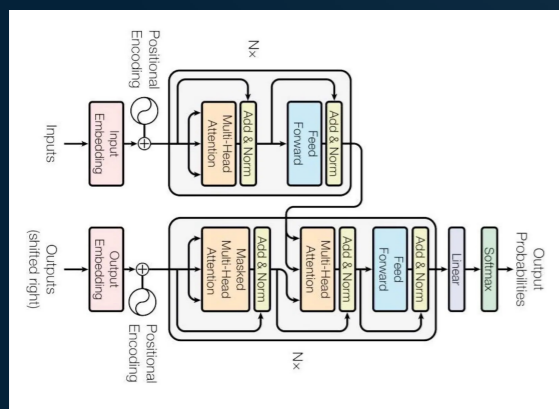 Inputs
Input
Embedding
Positional
Encoding
Nx
Multi-Head
Attention
Add & Norm
Feed
Forward
Add & Norm
Outputs
(shifted right)
Output
Embedding
Positional
Encoding
Masked
Multi-Head
Attention
Add & Norm
Multi-Head
Attention
Add & Norm
Feed
Forward
Add & Norm
Nx
Linear
Softmax
Output
Probabilities